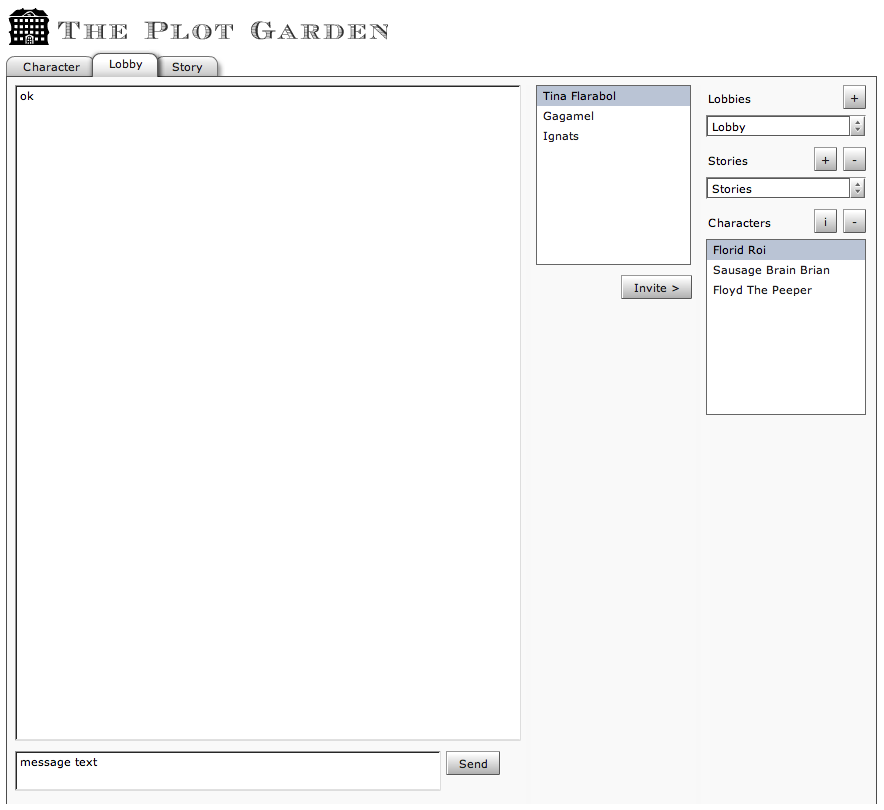 The Plot Garden
Character
Lobby
Story
ok
message text
Send
Tina Flarabol
Gagamel
Ignats
Invite >
Lobbies
+
Lobby
Stories
+
-
Stories
Characters
i
-
Florid Roi
Sausage Brain Brian
Floyd The Peeper